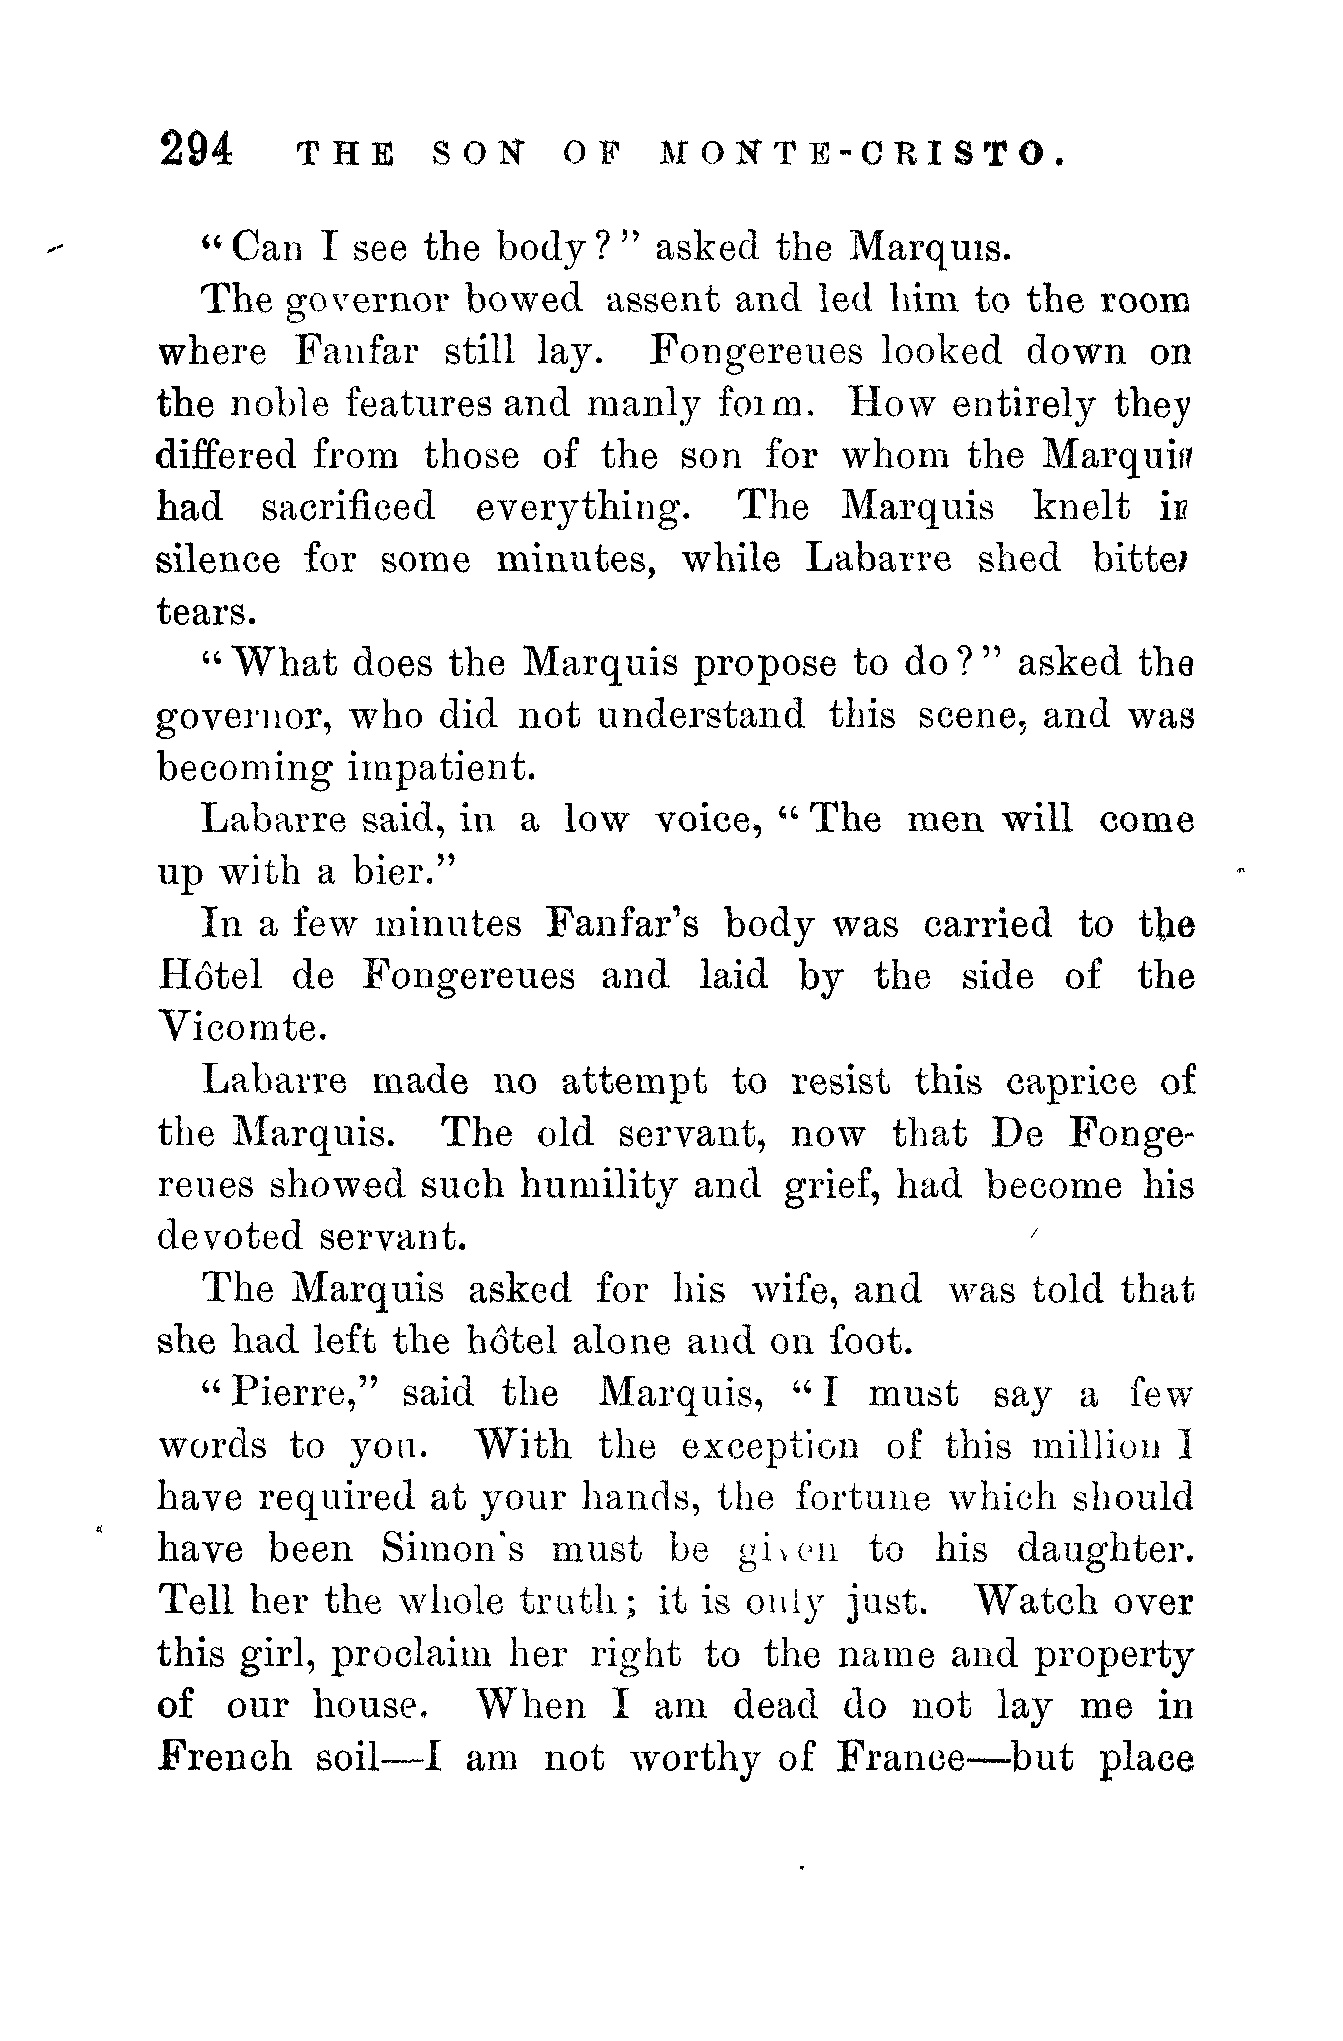 294 THE SON OF MONTE-CRISTO.
“Can I see the body?” asked the Marquis.
The governor bowed assent and led him to the room
where Fanfar still lay. Fongereues looked down on
the noble features and manly form. How entirely they
differed from those of the son for whom the Marquis
had sacrificed everything. The Marquis knelt in
silence for some minutes, while Labarre shed bitter
tears.
“What does the Marquis propose to do?” asked the
governor, who did not understand this scene, and was
becoming impatient.
Labarre said, in a low voice, “The men will come
up with a bier.”
In a few minutes Fanfar’s body was carried to the
Hôtel de Fongereues and laid by the side of the
Vicomte.
Labarre made no attempt to resist this caprice of
the Marquis. The old servant, now that De Fonge-
reues showed such humility and grief, had become his
devoted servant.
The Marquis asked for his wife, and was told that
she had left the hôtel alone and on foot.
“Pierre,” said the Marquis, “I must say a few
words to you. With the exception of this million I
have required at your hands, the fortune which should
have been Simon's must be given to his daughter.
Tell her the whole truth; it is only just. Watch over
this girl, proclaim her right to the name and property
of our house. When I am dead do not lay me in
French soil—I am not worthy of France—but place